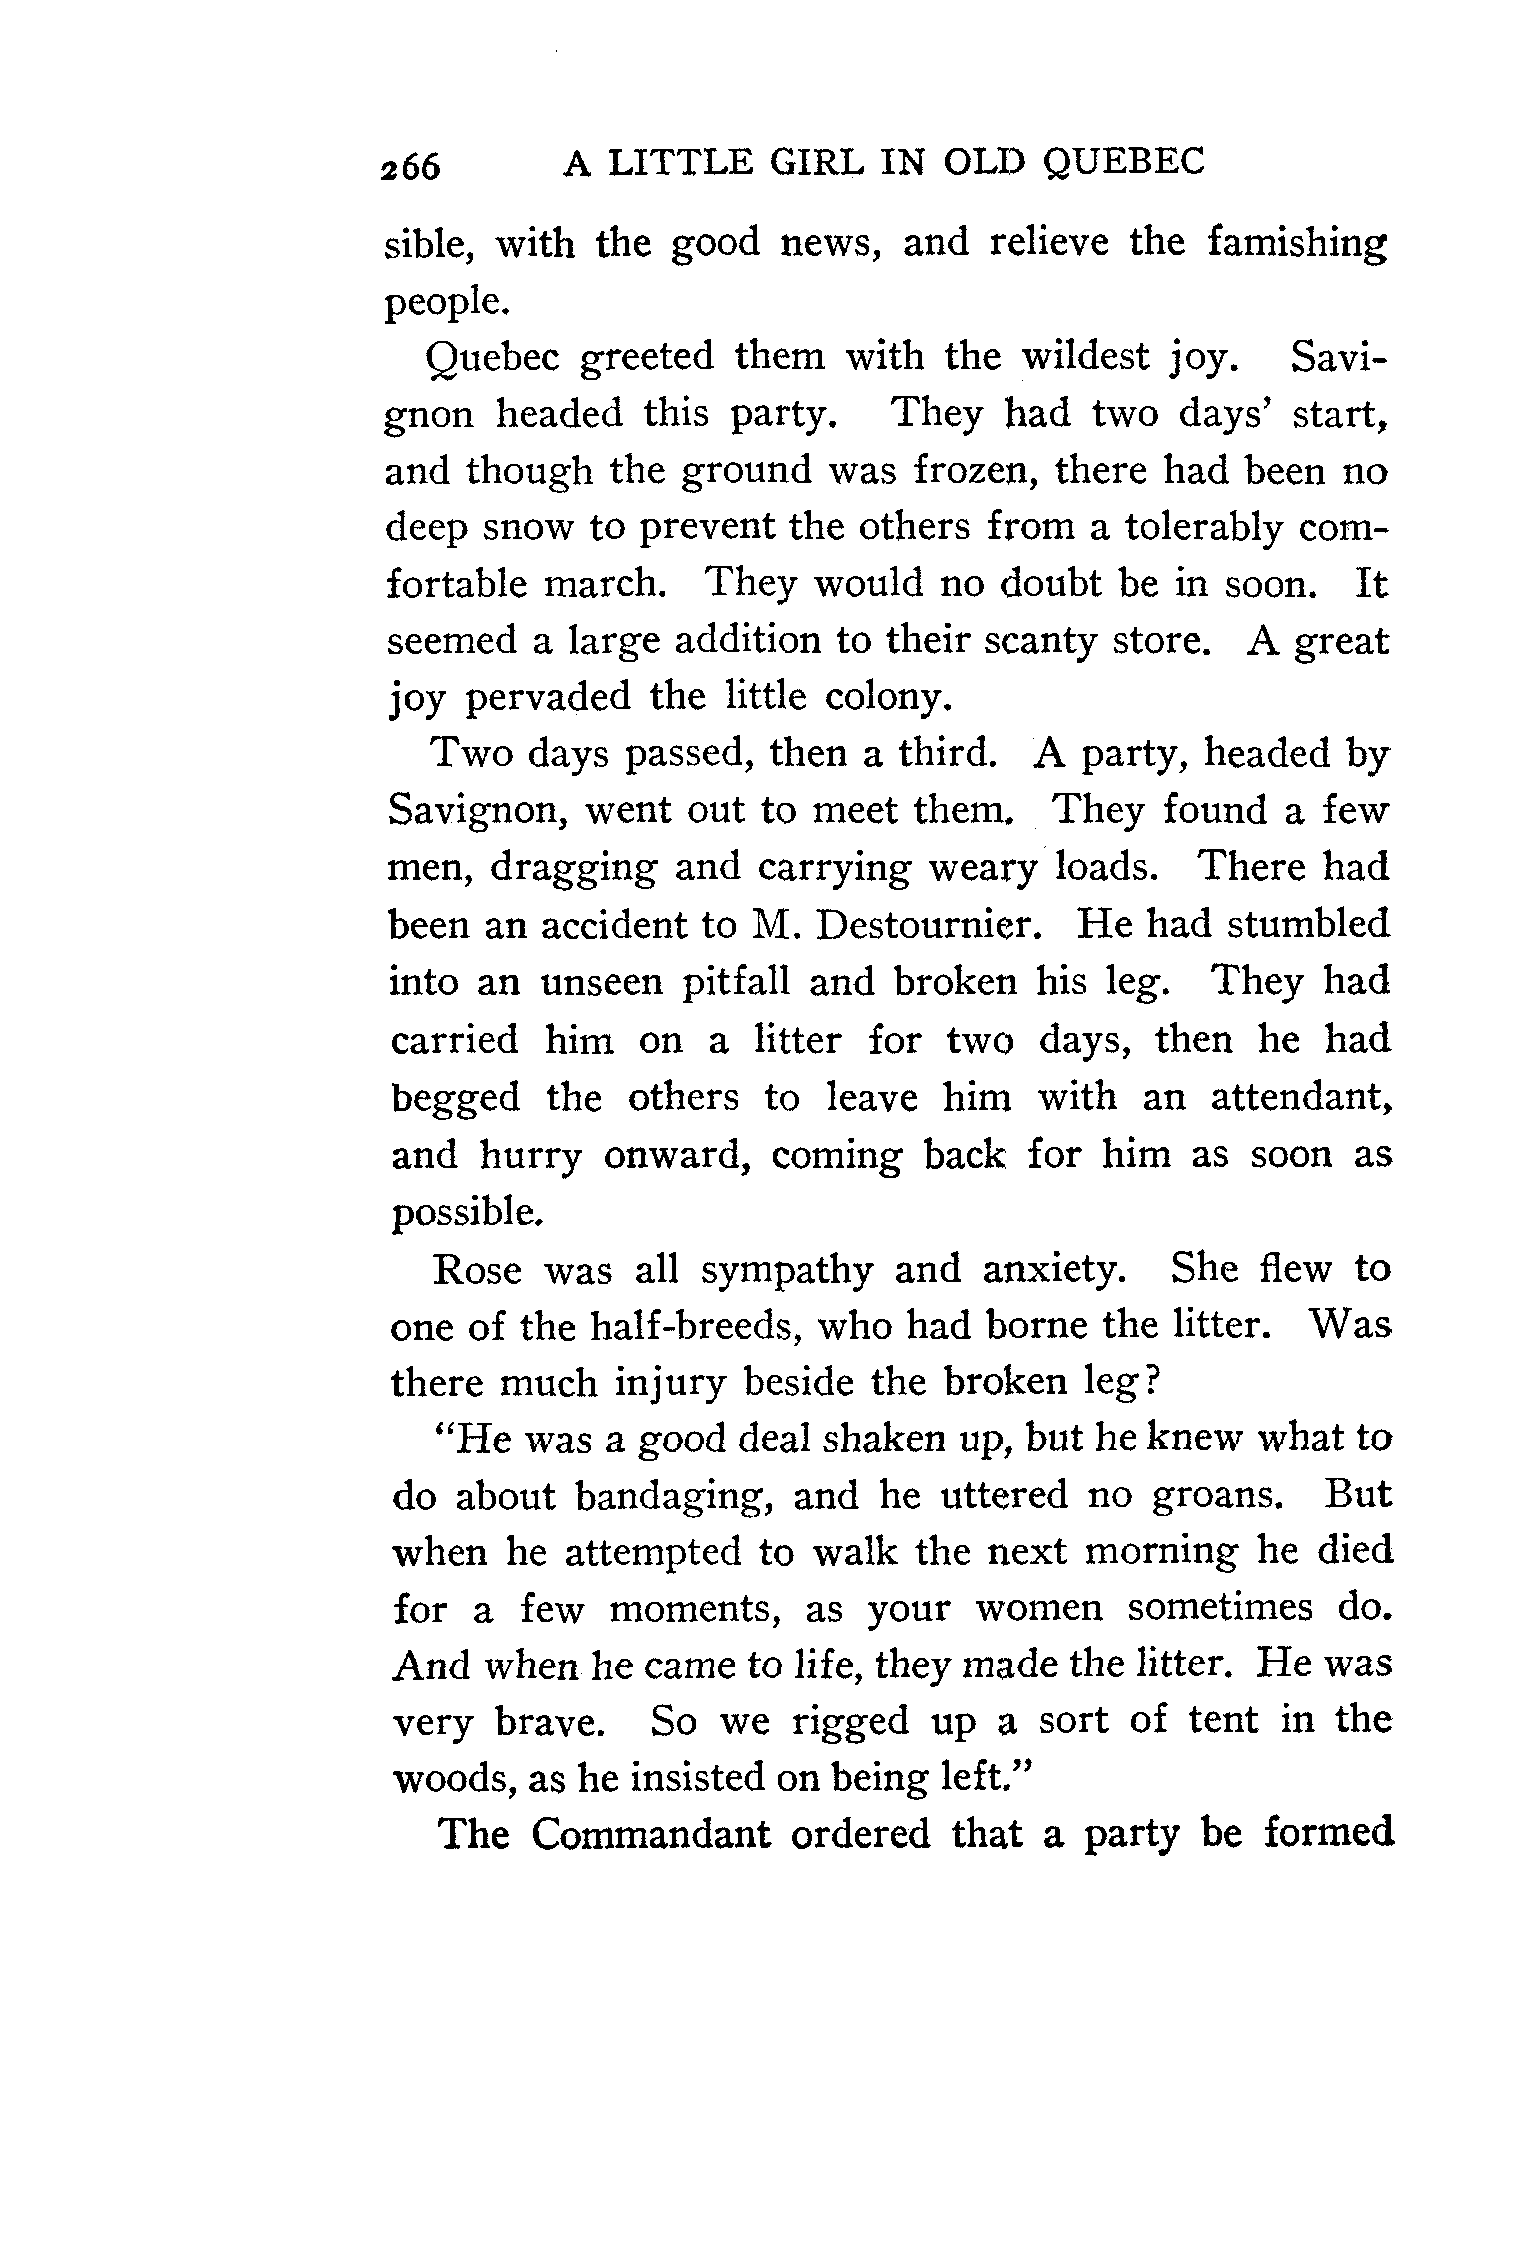 266 A LITTLE GIRL IN OLD QUEBEC
sible, with the good news, and relieve the famishing
people.
Quebec greeted them with the wildest joy. Savi-
gnon headed this party. They had two days' start,
and though the ground was frozen, there had been no
deep snow to prevent the others from a tolerably com-
fortable march. They would no doubt be in soon. It
seemed a large addition to their scanty store. A great
joy pervaded the little colony.
Two days passed, then a third. A party, headed by
Savignon, went out to meet them. They found a few
men, dragging and carrying weary loads. There had
been an accident to M. Destournier. He had stumbled
into an unseen pitfall and broken his leg. They had
carried him on a litter for two days, then he had
begged the others to leave him with an attendant,
and hurry onward, coming back for him as soon as
possible.
Rose was all sympathy and anxiety. She flew to
one of the half-breeds, who had borne the litter. Was
there much injury beside the broken leg?
"He was a good deal shaken up, but he knew what to
do about bandaging, and he uttered no groans. But
when he attempted to walk the next morning he died
for a few moments, as your women sometimes do.
And when he came to life, they made the litter. He was
very brave. So we rigged up a sort of tent in the
woods, as he insisted on being left."
The Commandant ordered that a party be formed